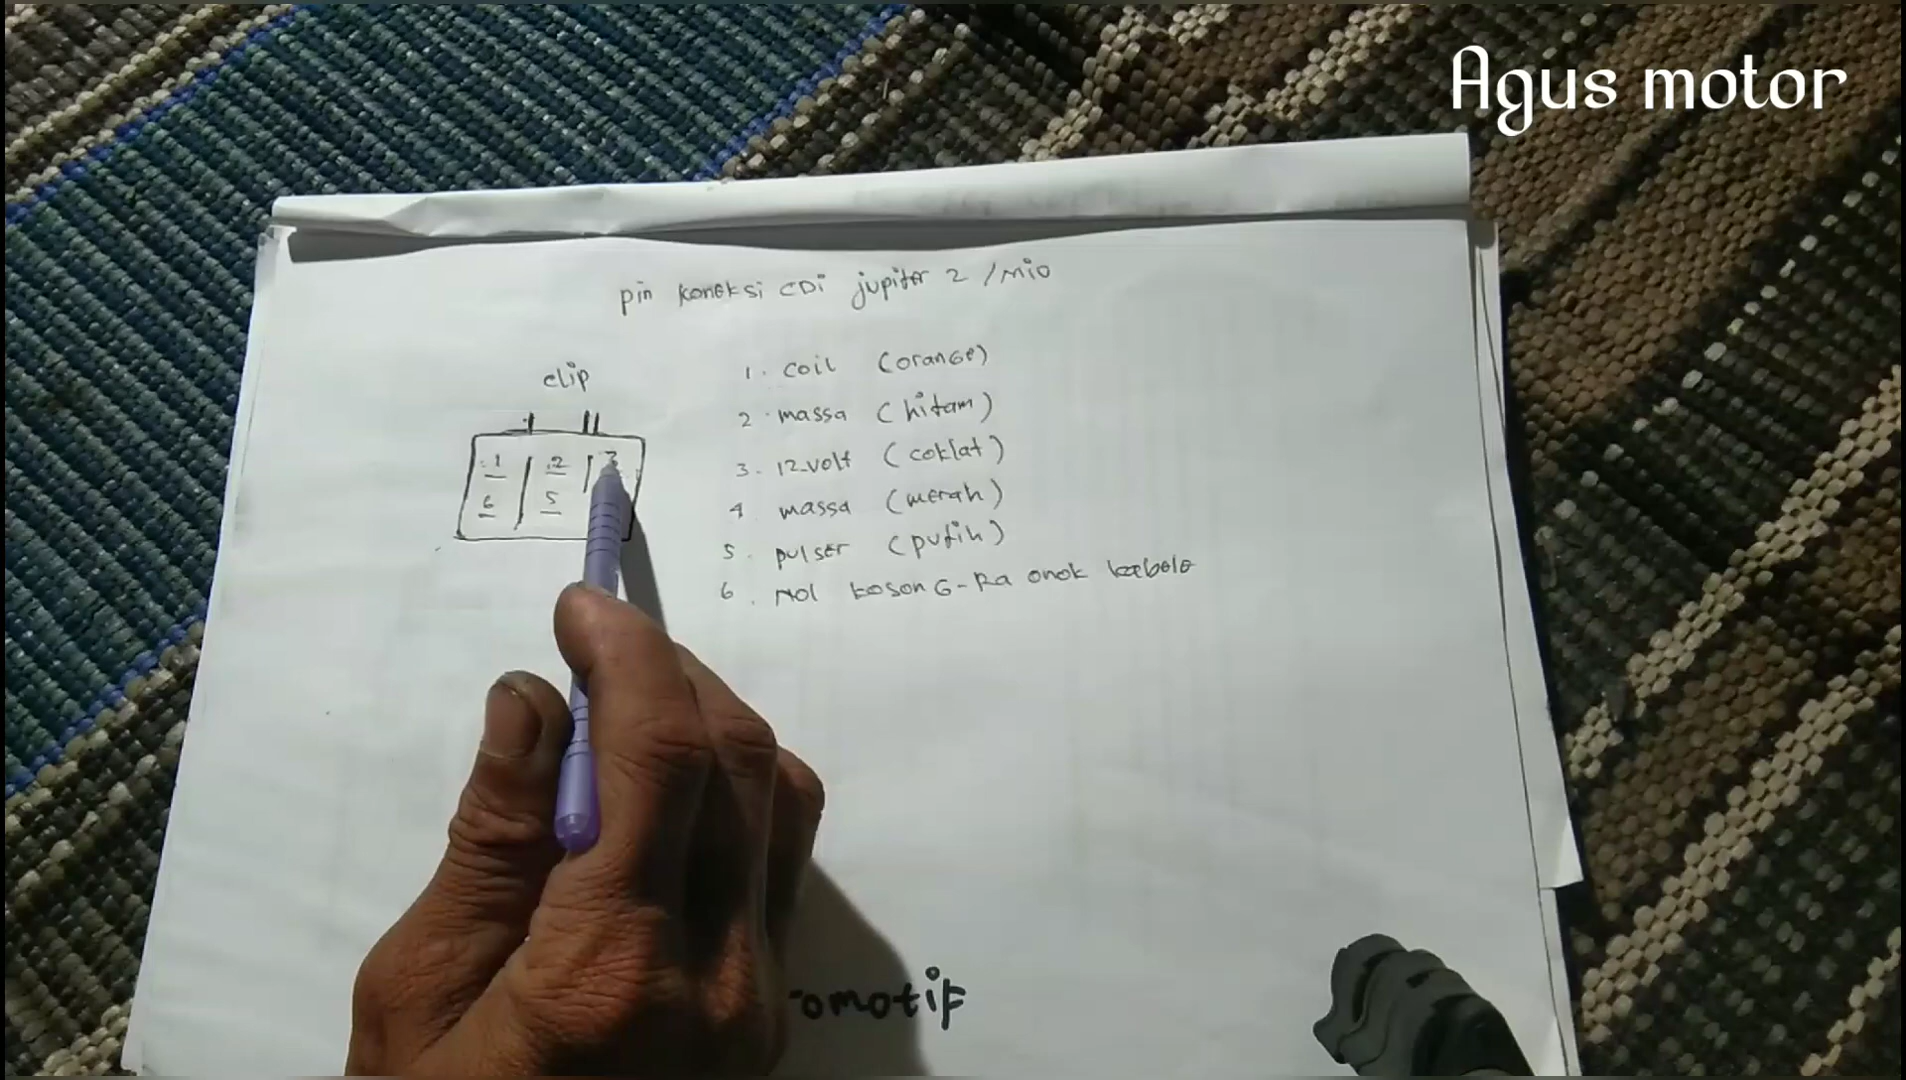 Agus motor
pin koneksi CDi jupiter 2 / Mio
clip
1 2 3
6 5
1. coil (orange)
2. massa (hitam)
3. 12.volt (coklat)
4 massa (merah)
5. pulser (putih)
6. Nol kosonG-Ra onok kabele
omotif